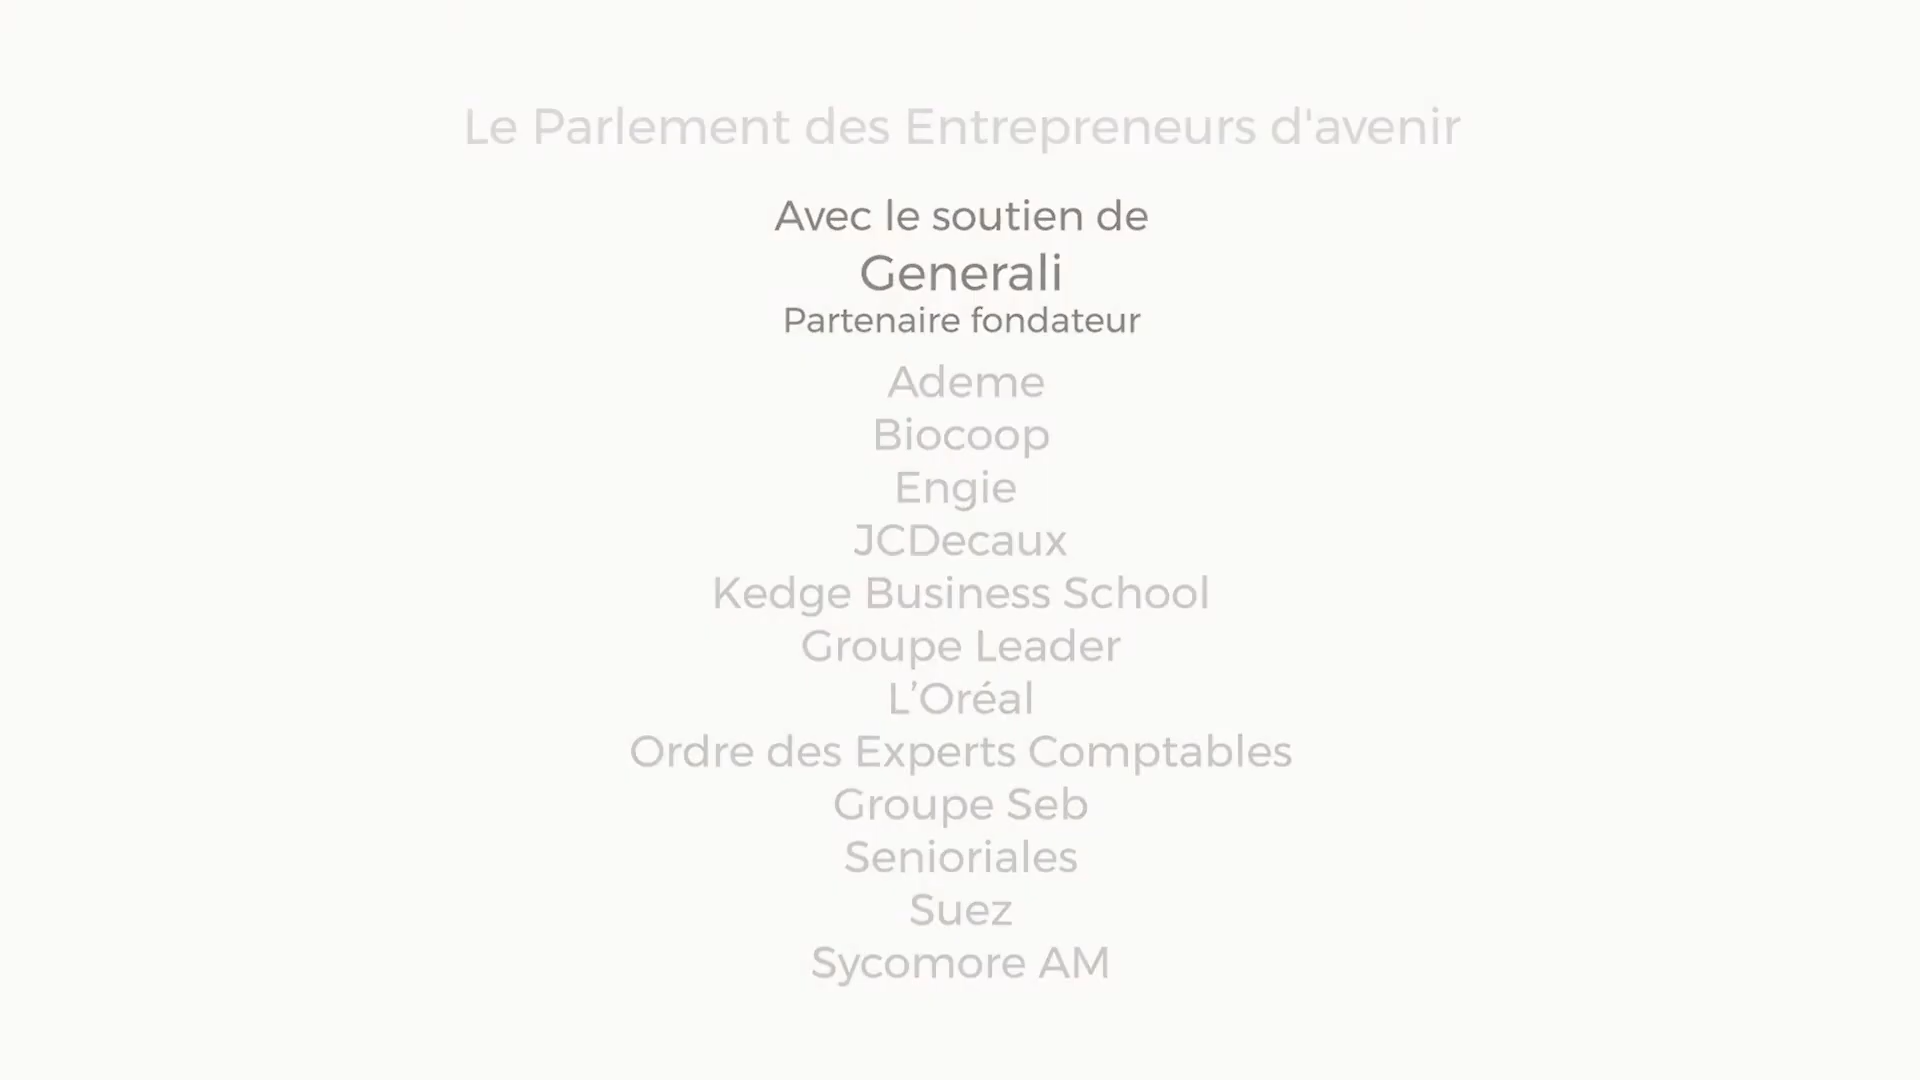 Le Parlement des Entrepreneurs d'avenir
Avec le soutien de
Generali
Partenaire fondateur
Ademe
Biocoop
Engie
JCDecaux
Kedge Business School
Groupe Leader
L’Oréal
Ordre des Experts Comptables
Groupe Seb
Senioriales
Suez
Sycomore AM